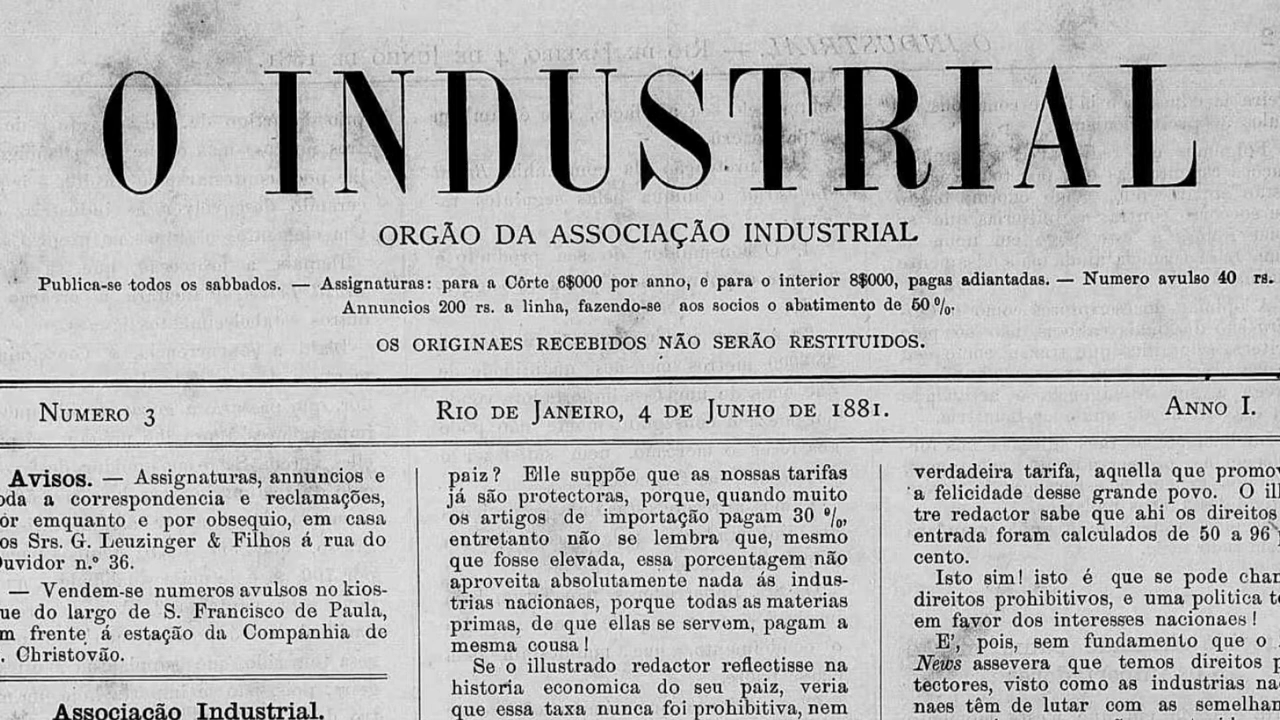 O INDUSTRIAL
ORGÃO DA ASSOCIAÇÃO INDUSTRIAL
Publica-se todos os sabbados. — Assignaturas: para a Côrte 6$000 por anno, e para o interior 8$000, pagas adiantadas. — Numero avulso 40 rs.
Annuncios 200 rs. a linha, fazendo-se aos socios o abatimento de 50 %.
OS ORIGINAES RECEBIDOS NÃO SERÃO RESTITUIDOS.
NUMERO 3
RIO DE JANEIRO, 4 DE JUNHO DE 1881.
ANNO I.
Avisos. — Assignaturas, annuncios e
oda a correspondencia e reclamações,
or emquanto e por obsequio, em casa
os Srs. G. Leuzinger & Filhos á rua do
Ouvidor n.º 36.
— Vendem-se numeros avulsos no kios-
que do largo de S. Francisco de Paula,
m frente á estação da Companhia de
. Christovão.
Associação Industrial.
paiz? Elle suppõe que as nossas tarifas
já são protectoras, porque, quando muito
os artigos de importação pagam 30 %,
entretanto não se lembra que, mesmo
que fosse elevada, essa porcentagem não
aproveita absolutamente nada ás indus-
trias nacionaes, porque todas as materias
primas, de que ellas se servem, pagam a
mesma cousa!
Se o illustrado redactor reflectisse na
historia economica do seu paiz, veria
que essa taxa nunca foi prohibitiva, nem
verdadeira tarifa, aquella que promo
a felicidade desse grande povo. O ill
tre redactor sabe que ahi os direitos
entrada foram calculados de 50 a 96 p
cento.
Isto sim! isto é que se pode char
direitos prohibitivos, e uma politica t
em favor dos interesses nacionaes!
E', pois, sem fundamento que o
News assevera que temos direitos p
tectores, visto como as industrias na
naes têm de lutar com as semelhan